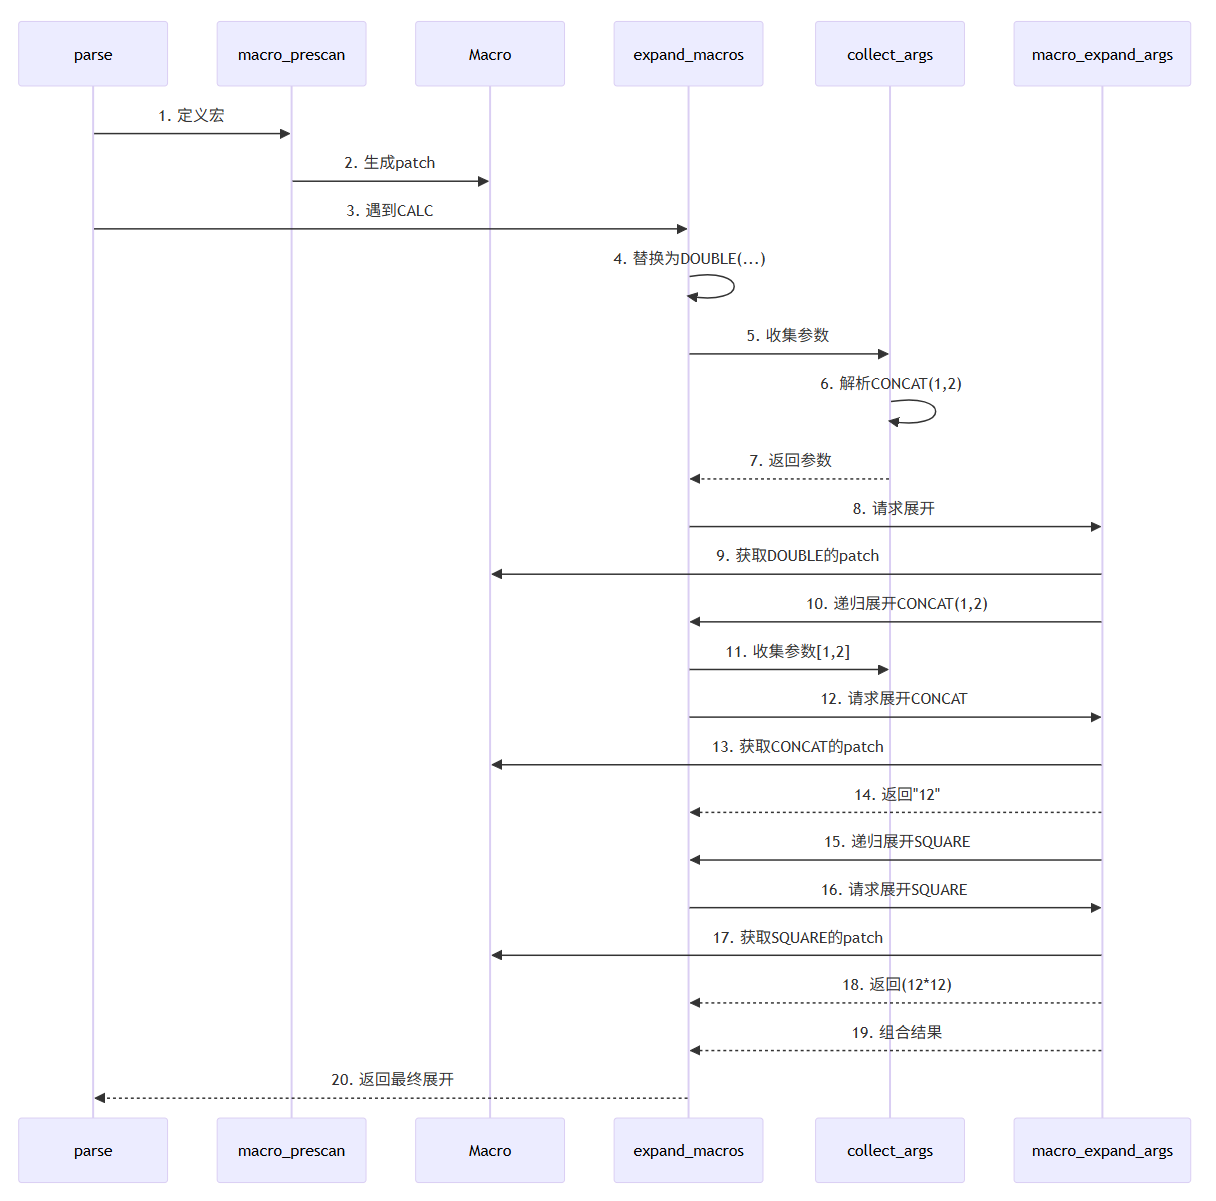 parse
macro_prescan
Macro
expand_macros
collect_args
macro_expand_args
1. 定义宏
2. 生成patch
3. 遇到CALC
4. 替换为DOUBLE(...)
5. 收集参数
6. 解析CONCAT(1,2)
7. 返回参数
8. 请求展开
9. 获取DOUBLE的patch
10. 递归展开CONCAT(1,2)
11. 收集参数[1,2]
12. 请求展开CONCAT
13. 获取CONCAT的patch
14. 返回"12"
15. 递归展开SQUARE
16. 请求展开SQUARE
17. 获取SQUARE的patch
18. 返回(12*12)
19. 组合结果
20. 返回最终展开
parse
macro_prescan
Macro
expand_macros
collect_args
macro_expand_args